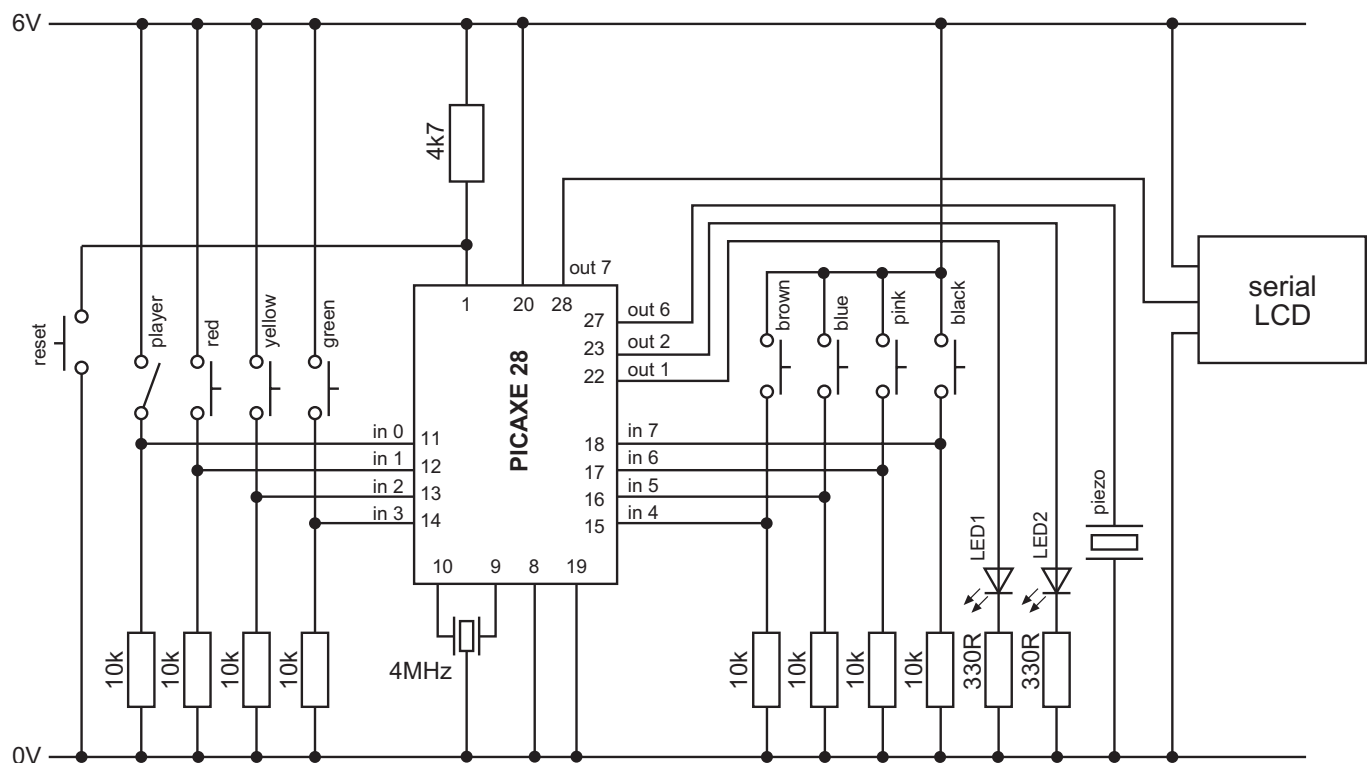 6V
4k7
out 7
1
20
28
serial
LCD
reset
player
red
yellow
green
PICAXE 28
27
out 6
23
out 2
22
out 1
brown
blue
pink
black
in 0
11
in 1
12
in 2
13
in 3
14
18
in 7
17
in 6
16
in 5
15
in 4
10
9
8
19
4MHz
LED1
LED2
piezo
10k
10k
10k
10k
10k
10k
10k
10k
330R
330R
0V